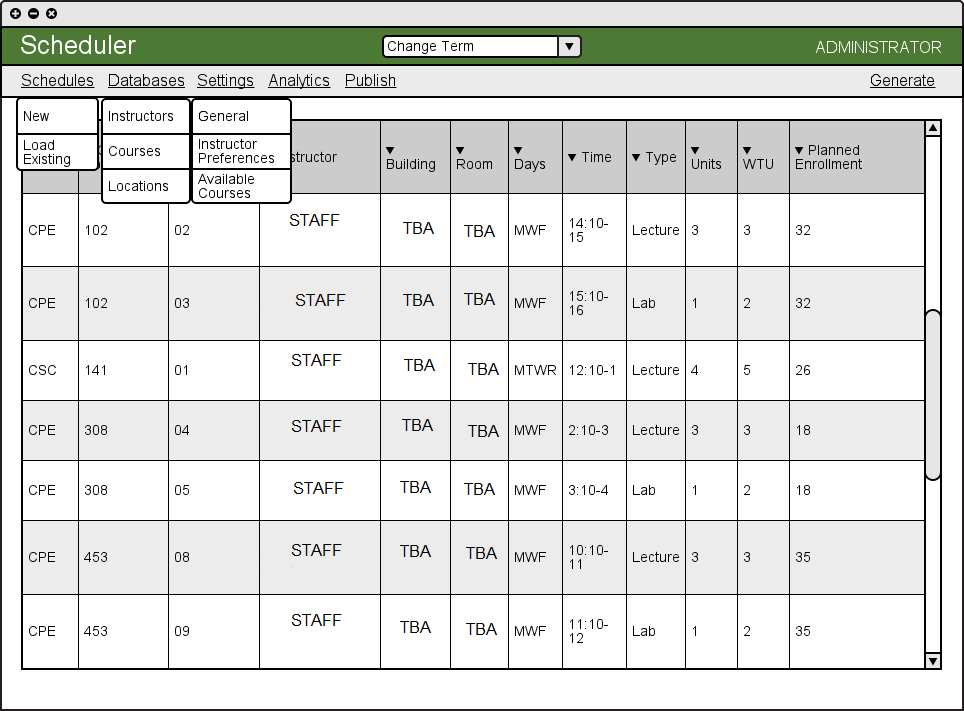 Scheduler
Change Term ▼
ADMINISTRATOR
Schedules Databases Settings Analytics Publish Generate
New
Load
Existing
Instructors
Courses
Locations
General
Instructor
Preferences
Available
Courses
structor
▼
Building
▼
Room
▼
Days
▼ Time
▼ Type
▼
Units
▼
WTU
▼ Planned
Enrollment
CPE 102 02 STAFF TBA TBA MWF 14:10-
15 Lecture 3 3 32
CPE 102 03 STAFF TBA TBA MWF 15:10-
16 Lab 1 2 32
CSC 141 01 STAFF TBA TBA MTWR 12:10-1 Lecture 4 5 26
CPE 308 04 STAFF TBA TBA MWF 2:10-3 Lecture 3 3 18
CPE 308 05 STAFF TBA TBA MWF 3:10-4 Lab 1 2 18
CPE 453 08 STAFF TBA TBA MWF 10:10-
11 Lecture 3 3 35
CPE 453 09 STAFF TBA TBA MWF 11:10-
12 Lab 1 2 35